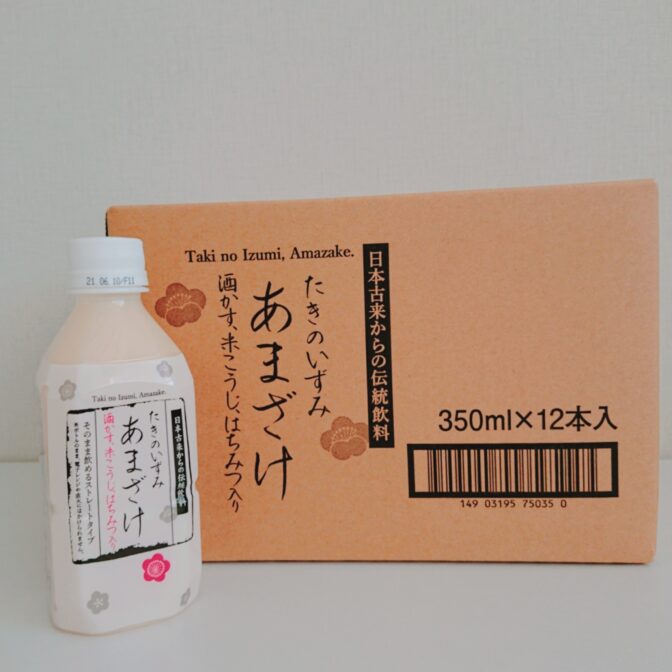 Taki no Izumi, Amazake.
日本古来からの伝統飲料
たきのいずみ
あまざけ
酒かす、米こうじ、はちみつ入り
350ml×12本入
149 03195 75035 0
21 06.10/F11
Taki no Izumi, Amazake.
日本古来からの伝統飲料
たきのいずみ
あまざけ
酒かす、米こうじ、はちみつ入り
そのまま飲めるストレートタイプ